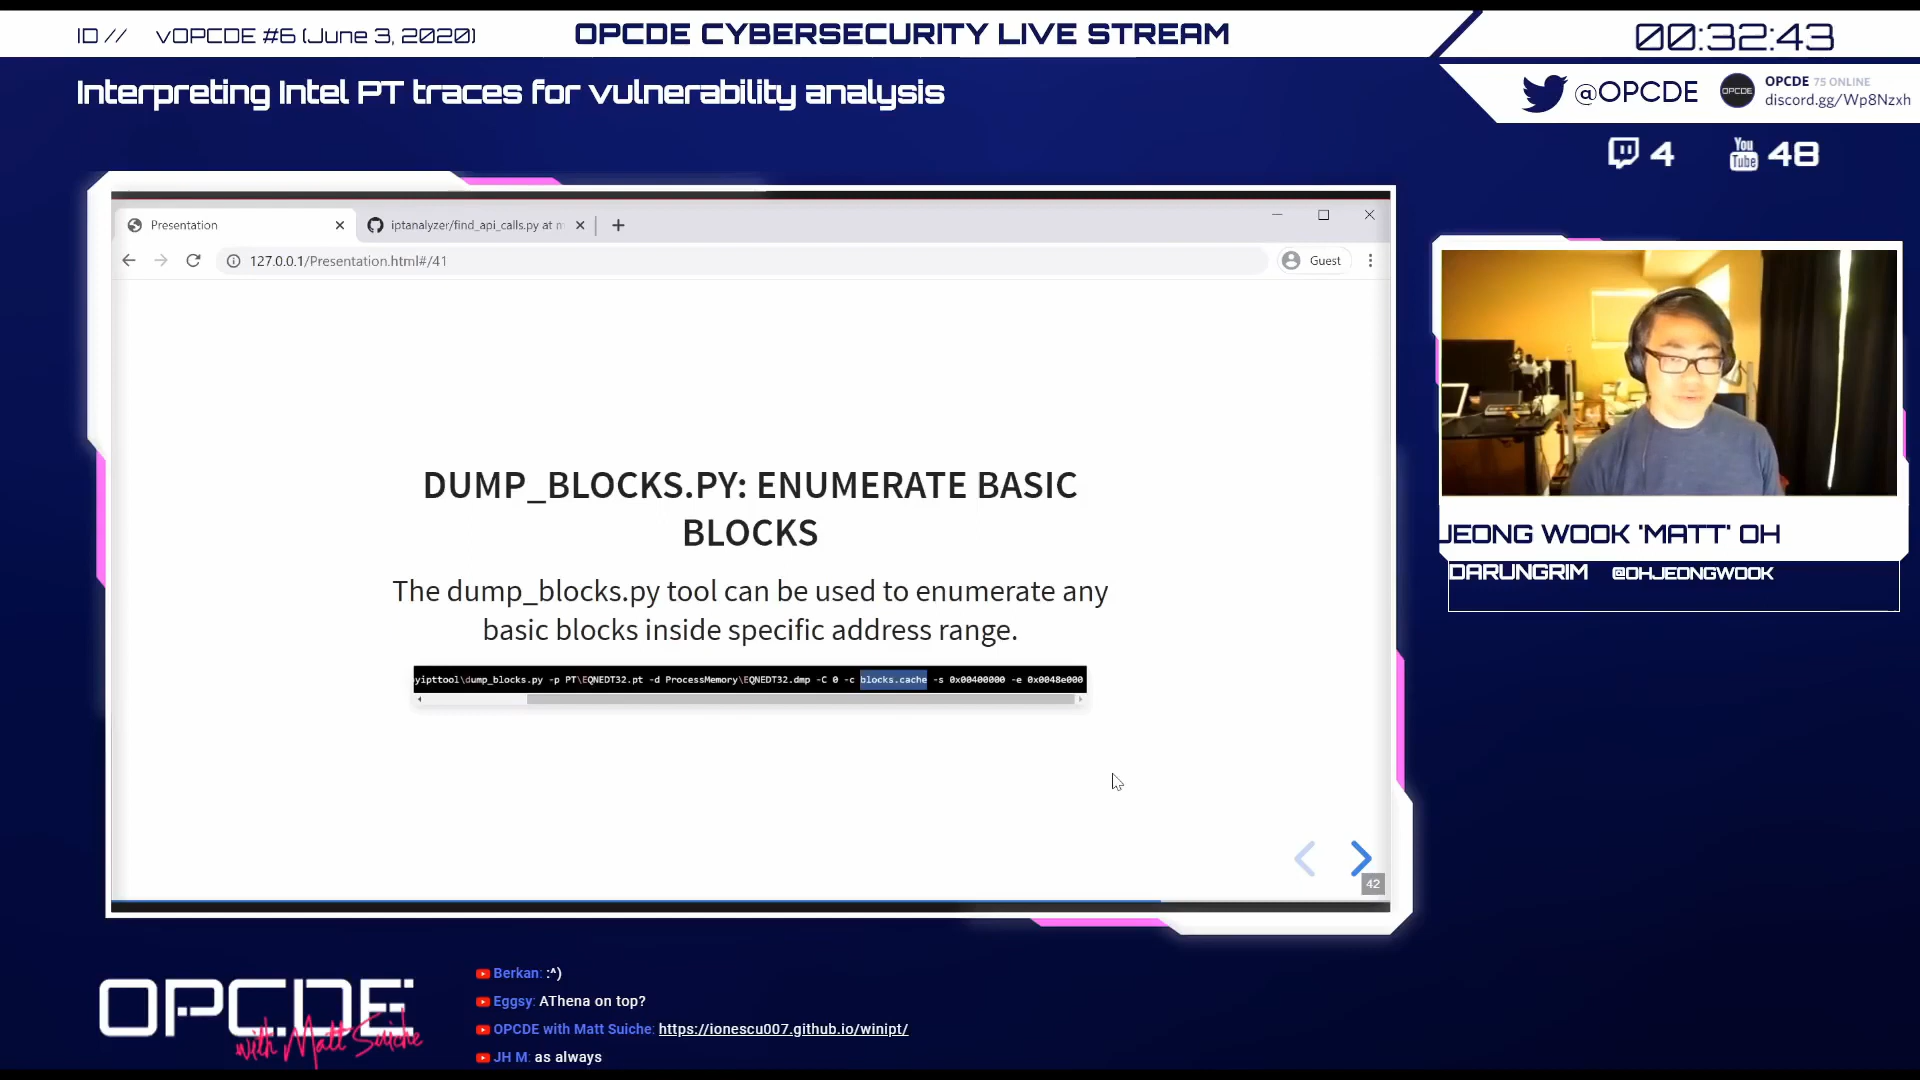 ID // vOPCDE #6 (June 3, 2020)
OPCDE CYBERSECURITY LIVE STREAM
00:32:43
Interpreting Intel PT traces for vulnerability analysis
@OPCDE
OPCDE
OPCDE 75 ONLINE
discord.gg/Wp8Nzxh
4
You
Tube
48
Presentation
iptanalyzer/find_api_calls.py at m
127.0.0.1/Presentation.html#/41
Guest
DUMP_BLOCKS.PY: ENUMERATE BASIC
BLOCKS
The dump_blocks.py tool can be used to enumerate any
basic blocks inside specific address range.
yipttool\dump_blocks.py -p PT\EQNEDT32.pt -d ProcessMemory\EQNEDT32.dmp -C 0 -c blocks.cache -s 0x00400000 -e 0x0048e000
42
JEONG WOOK 'MATT' OH
DARUNGRIM @OHJEONGWOOK
OPCDE
with Matt Suiche
Berkan: :^)
Eggsy: AThena on top?
OPCDE with Matt Suiche: https://ionescu007.github.io/winipt/
JH M: as always